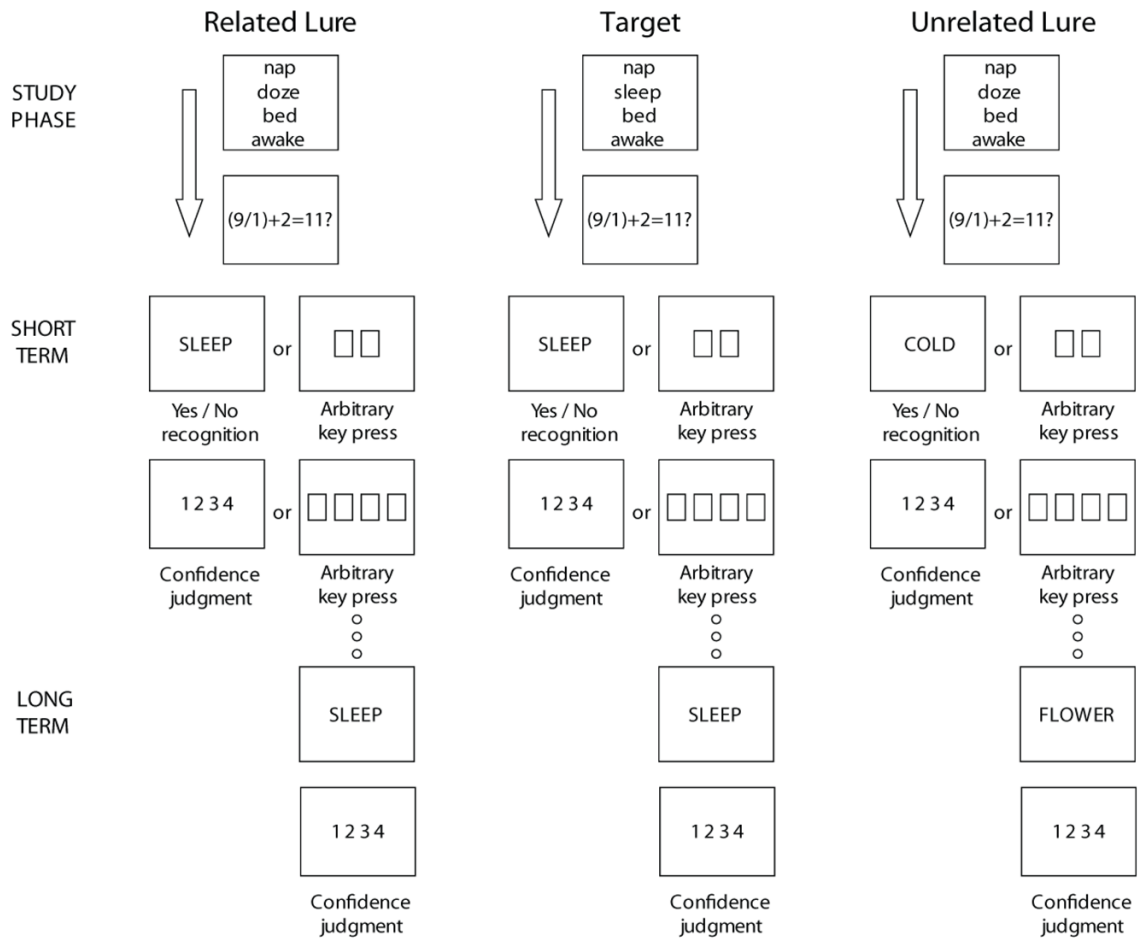 Related Lure
Target
Unrelated Lure
STUDY
PHASE
nap
doze
bed
awake
nap
sleep
bed
awake
nap
doze
bed
awake
(9/1)+2=11?
(9/1)+2=11?
(9/1)+2=11?
SHORT
TERM
SLEEP
or
SLEEP
or
COLD
or
Yes / No
recognition
Arbitrary
key press
Yes / No
recognition
Arbitrary
key press
Yes / No
recognition
Arbitrary
key press
1 2 3 4
or
1 2 3 4
or
1 2 3 4
or
Confidence
judgment
Arbitrary
key press
Confidence
judgment
Arbitrary
key press
Confidence
judgment
Arbitrary
key press
LONG
TERM
SLEEP
SLEEP
FLOWER
1 2 3 4
1 2 3 4
1 2 3 4
Confidence
judgment
Confidence
judgment
Confidence
judgment